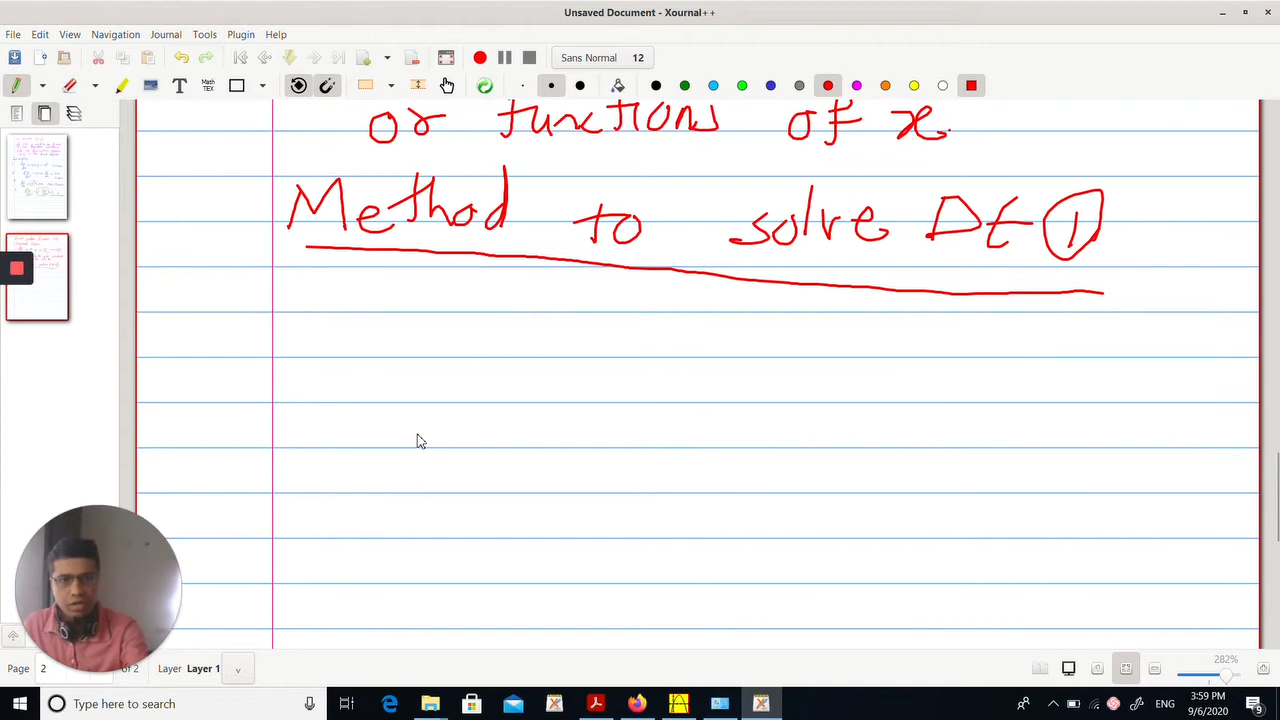 Unsaved Document - Xournal++
File Edit View Navigation Journal Tools Plugin Help
Sans Normal 12
or functions of x.
Method to solve DE 1
Page 2 of 2 Layer Layer 1
282%
Type here to search
ENG
3:59 PM
9/6/2020